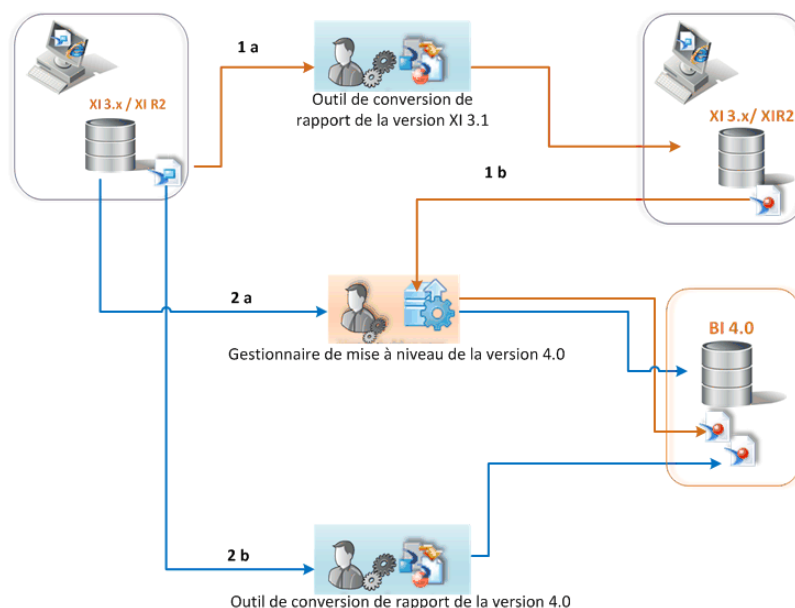 1 a
XI 3.x / XI R2
Outil de conversion de
rapport de la version XI 3.1
XI 3.x/ XIR2
1 b
2 a
Gestionnaire de mise à niveau de la version 4.0
BI 4.0
2 b
Outil de conversion de rapport de la version 4.0